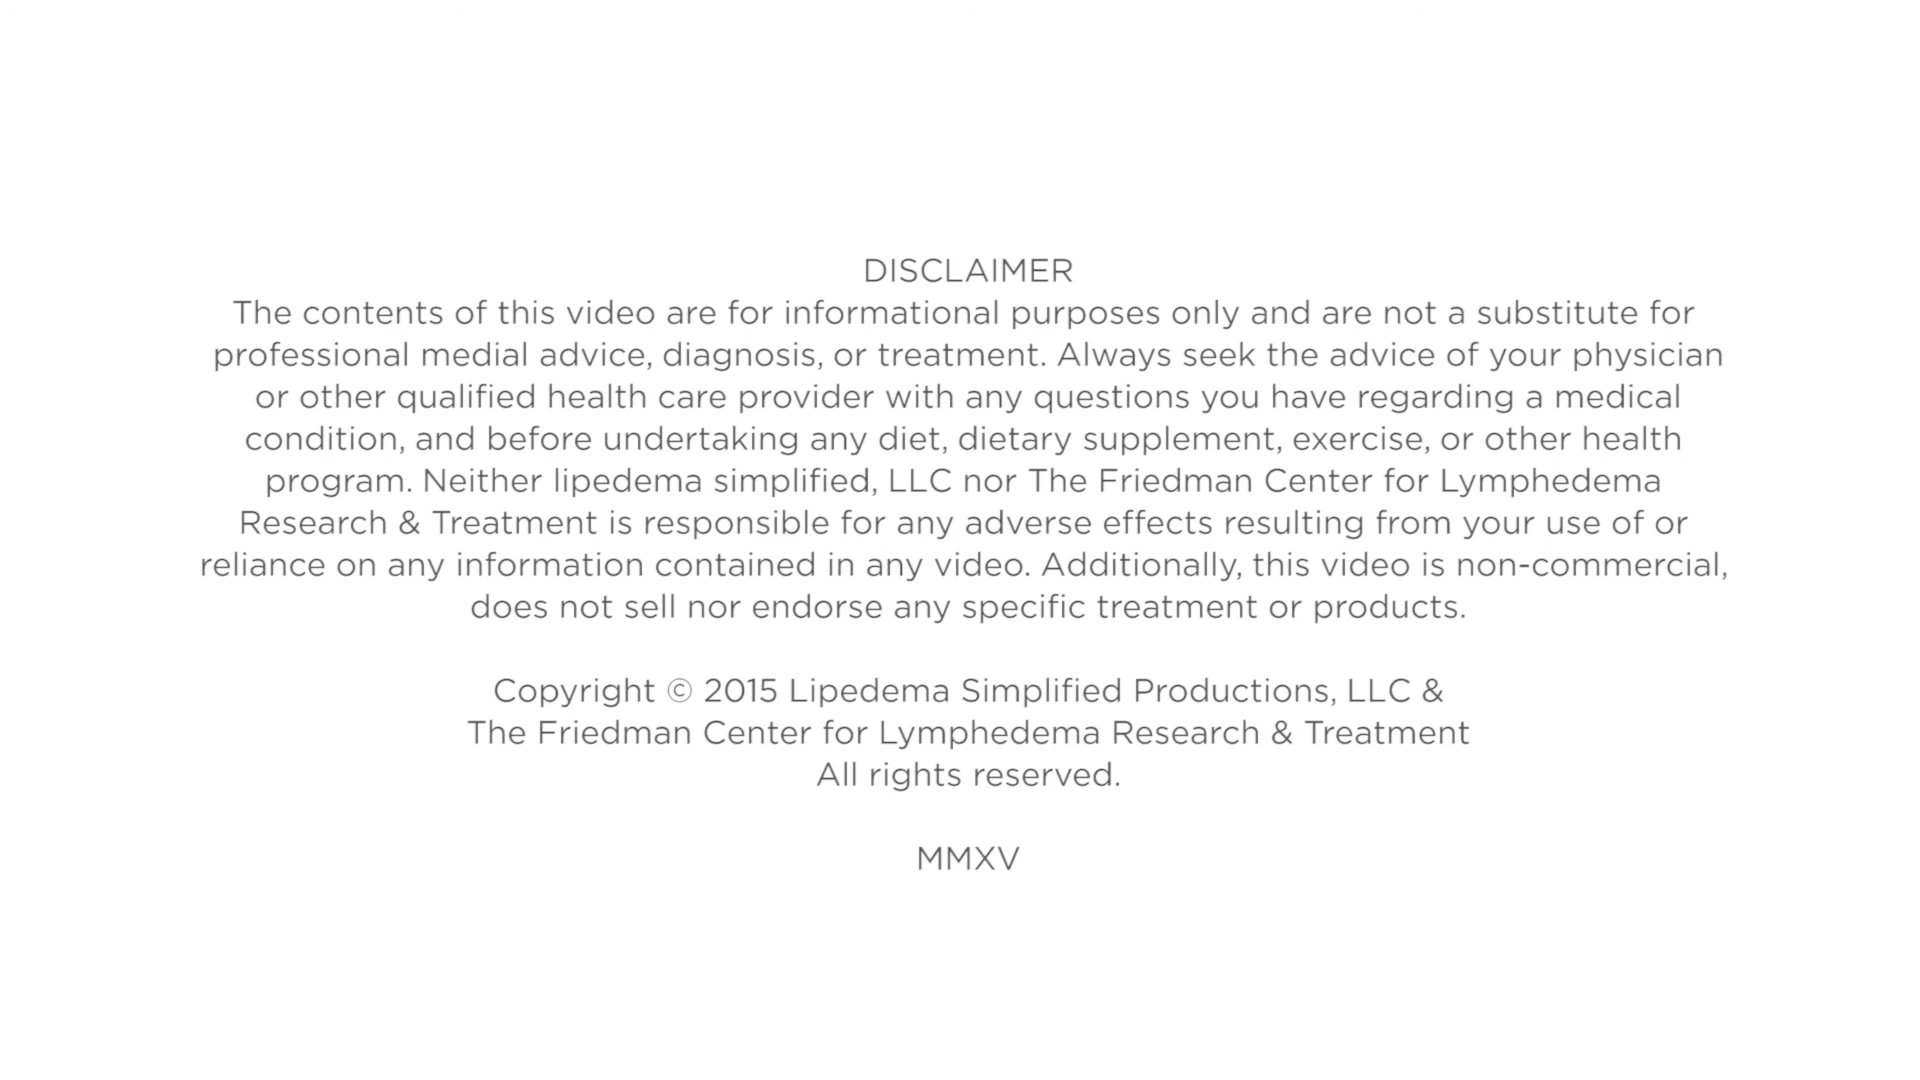 DISCLAIMER
The contents of this video are for informational purposes only and are not a substitute for
professional medial advice, diagnosis, or treatment. Always seek the advice of your physician
or other qualified health care provider with any questions you have regarding a medical
condition, and before undertaking any diet, dietary supplement, exercise, or other health
program. Neither lipedema simplified, LLC nor The Friedman Center for Lymphedema
Research & Treatment is responsible for any adverse effects resulting from your use of or
reliance on any information contained in any video. Additionally, this video is non-commercial,
does not sell nor endorse any specific treatment or products.
Copyright © 2015 Lipedema Simplified Productions, LLC &
The Friedman Center for Lymphedema Research & Treatment
All rights reserved.
MMXV